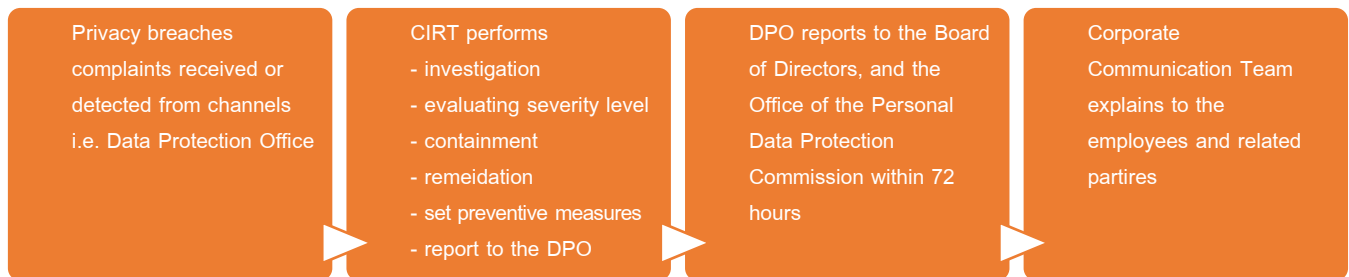 Privacy breaches
complaints received or
detected from channels
i.e. Data Protection Office
CIRT performs
- investigation
- evaluating severity level
- containment
- remeidation
- set preventive measures
- report to the DPO
DPO reports to the Board
of Directors, and the
Office of the Personal
Data Protection
Commission within 72
hours
Corporate
Communication Team
explains to the
employees and related
partires